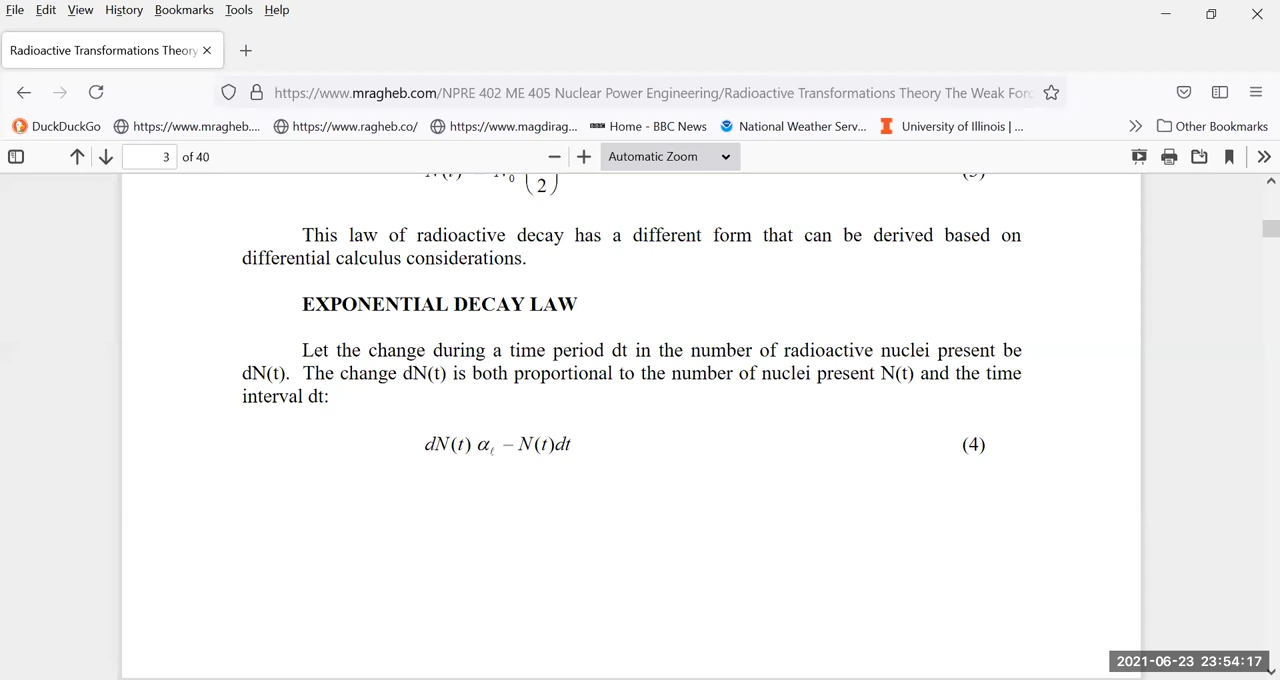 File Edit View History Bookmarks Tools Help
Radioactive Transformations Theory
https://www.mragheb.com/NPRE 402 ME 405 Nuclear Power Engineering/Radioactive Transformations Theory The Weak Forc
DuckDuckGo https://www.mragheb.... https://www.ragheb.co/ https://www.magdirag... Home - BBC News National Weather Serv... University of Illinois | ... Other Bookmarks
3 of 40 Automatic Zoom
This law of radioactive decay has a different form that can be derived based on
differential calculus considerations.
EXPONENTIAL DECAY LAW
Let the change during a time period dt in the number of radioactive nuclei present be
dN(t). The change dN(t) is both proportional to the number of nuclei present N(t) and the time
interval dt:
dN(t) α_ℓ – N(t)dt (4)
2021-06-23 23:54:17